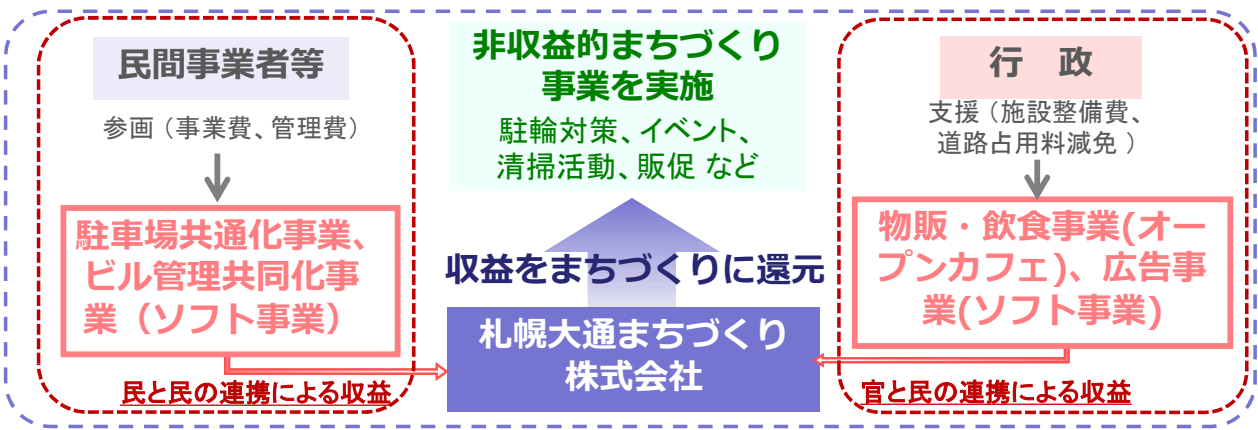 民間事業者等
参画（事業費、管理費）
駐車場共通化事業、
ビル管理共同化事
業（ソフト事業）
民と民の連携による収益
非収益的まちづくり
事業を実施
駐輪対策、イベント、
清掃活動、販促 など
収益をまちづくりに還元
札幌大通まちづくり
株式会社
行　政
支援（施設整備費、
道路占用料減免 ）
物販・飲食事業(オー
プンカフェ)、広告事
業(ソフト事業)
官と民の連携による収益